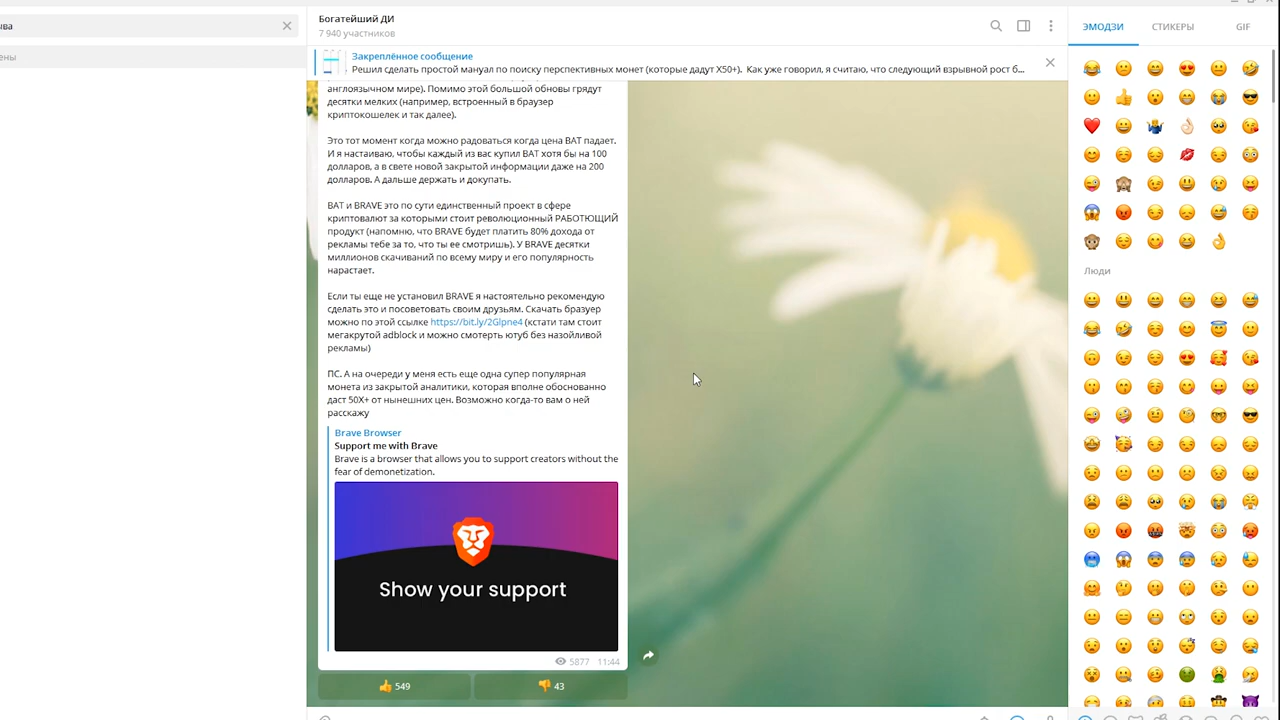 ыва
ены
Богатейший ДИ
7 940 участников
Закреплённое сообщение
Решил сделать простой мануал по поиску перспективных монет (которые дадут X50+). Как уже говорил, я считаю, что следующий взрывной рост б...
ЭМОДЗИ
СТИКЕРЫ
GIF
англоязычном мире). Помимо этой большой обновы грядут
десятки мелких (например, встроенный в браузер
криптокошелек и так далее).
Это тот момент когда можно радоваться когда цена BAT падает.
И я настаиваю, чтобы каждый из вас купил BAT хотя бы на 100
долларов, а в свете новой закрытой информации даже на 200
долларов. А дальше держать и докупать.
BAT и BRAVE это по сути единственный проект в сфере
криптовалют за которыми стоит революционный РАБОТЮЩИЙ
продукт (напомню, что BRAVE будет платить 80% дохода от
рекламы тебе за то, что ты ее смотришь). У BRAVE десятки
миллионов скачиваний по всему миру и его популярность
нарастает.
Если ты еще не установил BRAVE я настоятельно рекомендую
сделать это и посоветовать своим друзьям. Скачать бразуер
можно по этой ссылке https://bit.ly/2Glpne4 (кстати там стоит
мегакрутой adblock и можно смотерть ютуб без назойливой
рекламы)
ПС. А на очереди у меня есть еще одна супер популярная
монета из закрытой аналитики, которая вполне обоснованно
даст 50X+ от нынешних цен. Возможно когда-то вам о ней
расскажу
Brave Browser
Support me with Brave
Brave is a browser that allows you to support creators without the
fear of demonetization.
Show your support
5877 11:44
549
43
Люди